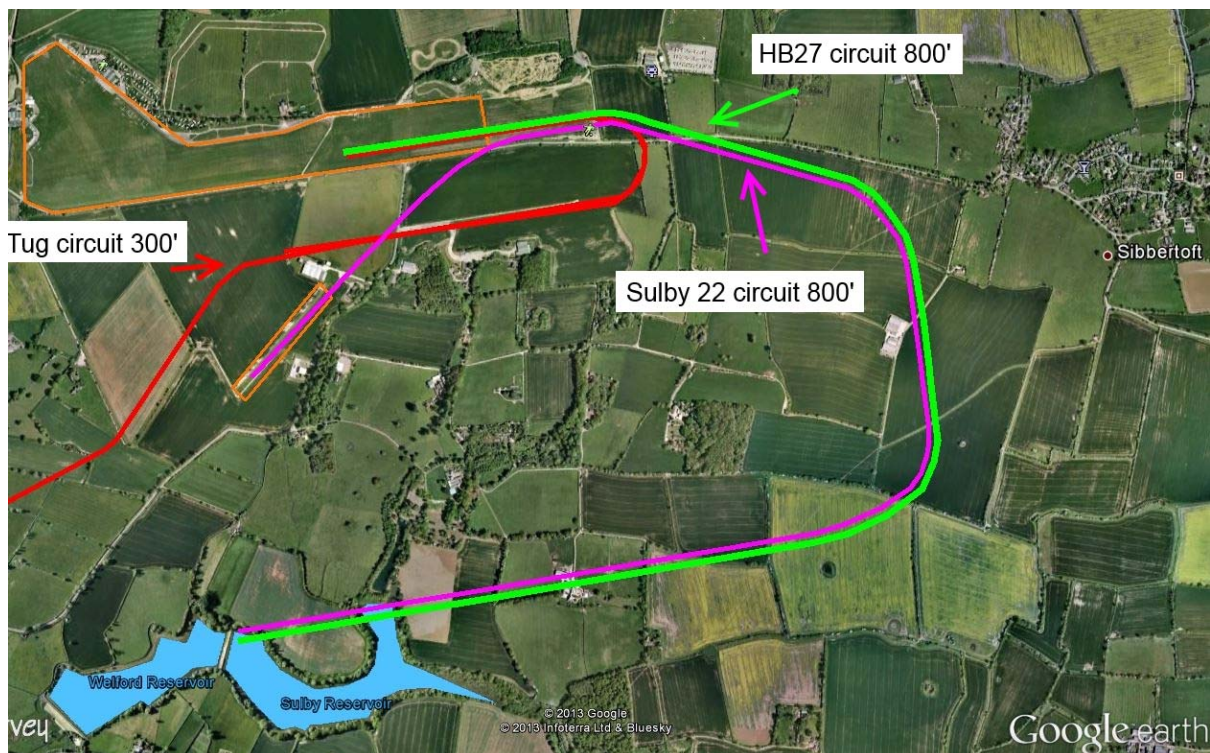 HB27 circuit 800'
Tug circuit 300'
Sibbertoft
Sulby 22 circuit 800'
Welford Reservoir
Sulby Reservoir
© 2013 Google
© 2013 Infoterra Ltd & Bluesky
vey
Google earth